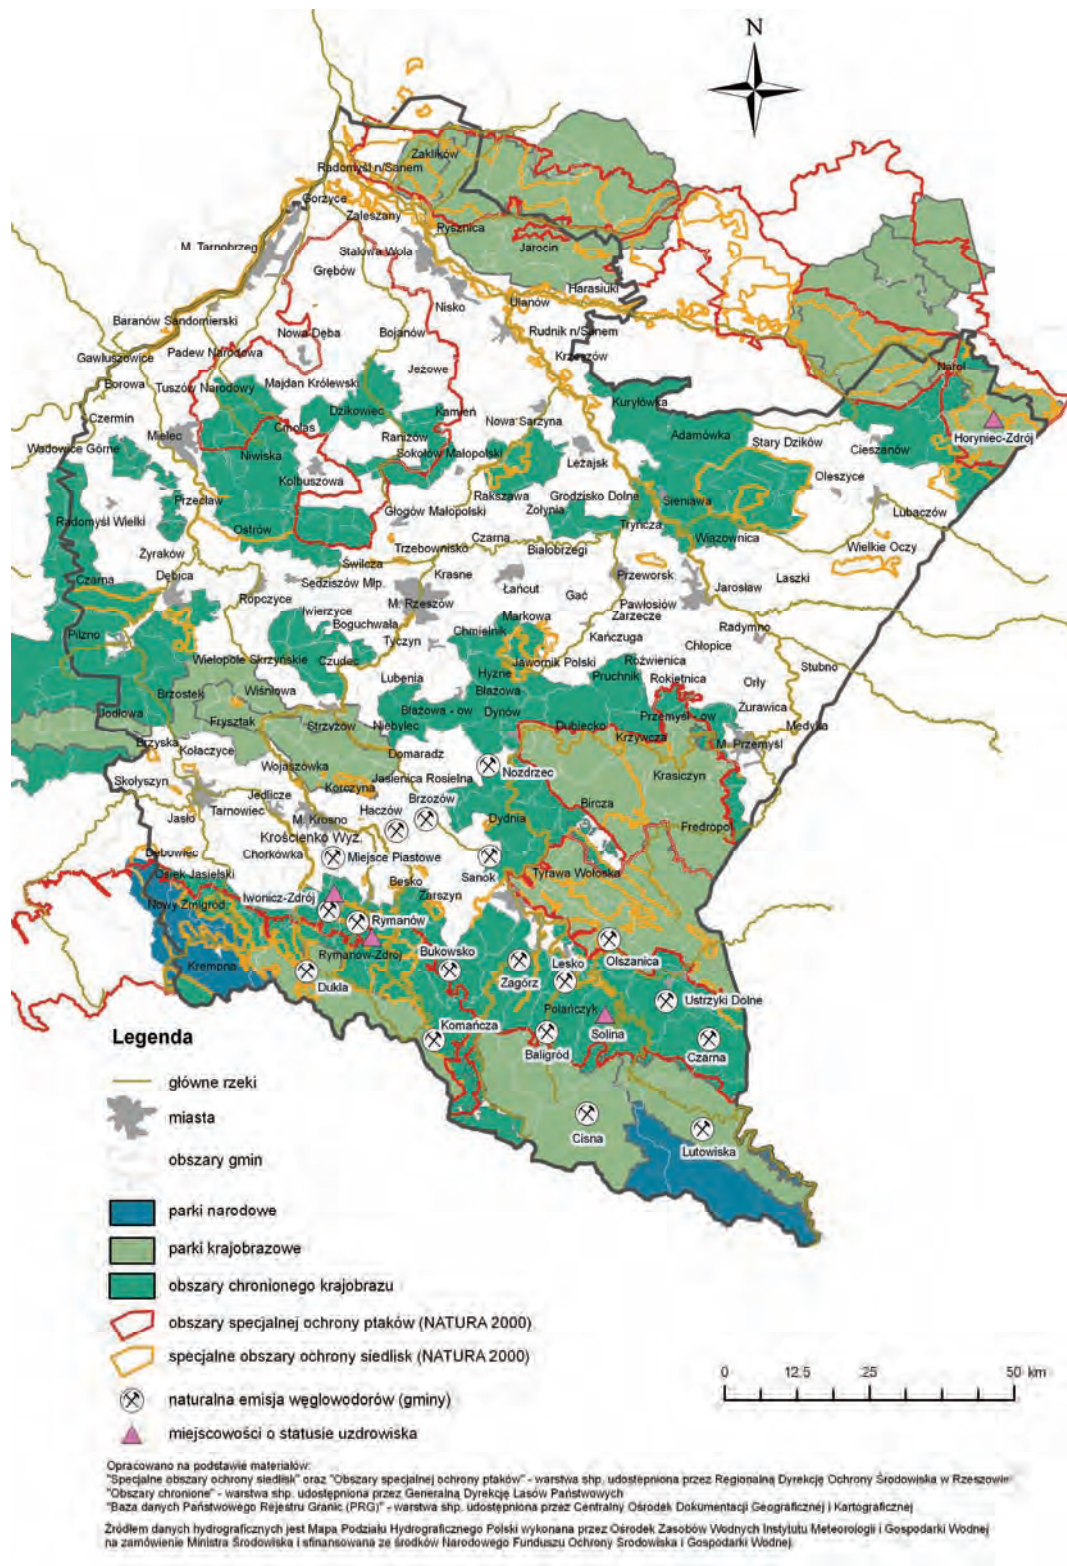 N
Zaklików
Radomyśl n/Sanem
Gorzyce
Zaleszany
Rysznica
M. Tarnobrzeg
Stalowa Wola
Jarocin
Grębów
Harasiuki
Nisko
Ulanów
Baranów Sandomierski
Nowa Dęba
Bojanów
Rudnik n/Sanem
Gawłuszowice
Padew Narodowa
Krzeszów
Jeżowe
Narol
Borowa
Tuszów Narodowy
Majdan Królewski
Kuryłówka
Czermin
Dzikowiec
Kamień
Nowa Sarzyna
Horyniec-Zdrój
Mielec
Cmolas
Raniżów
Adamówka
Stary Dzików
Cieszanów
Wadowice Górne
Niwiska
Sokołów Małopolski
Leżajsk
Oleszyce
Kolbuszowa
Przecław
Rakszawa
Grodzisko Dolne
Sieniawa
Radomyśl Wielki
Ostrów
Głogów Małopolski
Żołynia
Tryńcza
Lubaczów
Czarna
Wiązownica
Żyraków
Trzebownisko
Białobrzegi
Wielkie Oczy
Świlcza
Dębica
Sędziszów Młp.
Krasne
Czarna
Łańcut
Przeworsk
Laszki
Ropczyce
M. Rzeszów
Gać
Jarosław
Iwierzyce
Pawłosiów
Boguchwała
Markowa
Zarzecze
Pilzno
Tyczyn
Chmielnik
Kańczuga
Radymno
Chłopice
Wielopole Skrzyńskie
Czudec
Jawornik Polski
Roźwienica
Stubno
Lubenia
Hyżne
Pruchnik
Rokietnica
Brzostek
Wiśniowa
Błażowa
Orły
Jodłowa
Błażowa - ow
Dynów
Żurawica
Frysztak
Strzyżów
Niebylec
Dubiecko
Przemyśl - ow
Medyka
Brzyska
Krzywcza
M. Przemyśl
Kołaczyce
Domaradz
Wojaszówka
Nozdrzec
Krasiczyn
Skołyszyn
Jasienica Rosielna
Jedlicze
Korczyna
Brzozów
Bircza
Jasło
Tarnowiec
Haczów
M. Krosno
Dydnia
Fredropol
Krościenko Wyż.
Dębowiec
Chorkówka
Miejsce Piastowe
Osiek Jasielski
Besko
Sanok
Tyrawa Wołoska
Iwonicz-Zdrój
Zarszyn
Nowy Żmigród
Rymanów
Bukowsko
Olszanica
Rymanów-Zdrój
Lesko
Krempna
Dukla
Zagórz
Ustrzyki Dolne
Polańczyk
Komańcza
Solina
Baligród
Czarna
Cisna
Lutowiska
Legenda
główne rzeki
miasta
obszary gmin
parki narodowe
parki krajobrazowe
obszary chronionego krajobrazu
obszary specjalnej ochrony ptaków (NATURA 2000)
specjalne obszary ochrony siedlisk (NATURA 2000)
naturalna emisja węglowodorów (gminy)
miejscowości o statusie uzdrowiska
0 12.5 25 50 km
Opracowano na podstawie materiałów:
"Specjalne obszary ochrony siedlisk" oraz "Obszary specjalnej ochrony ptaków" - warstwa shp. udostępniona przez Regionalną Dyrekcję Ochrony Środowiska w Rzeszowie
"Obszary chronione" - warstwa shp. udostępniona przez Generalną Dyrekcję Lasów Państwowych
"Baza danych Państwowego Rejestru Granic (PRG)" - warstwa shp. udostępniona przez Centralny Ośrodek Dokumentacji Geograficznej i Kartograficznej
Źródłem danych hydrograficznych jest Mapa Podziału Hydrograficznego Polski wykonana przez Ośrodek Zasobów Wodnych Instytutu Meteorologii i Gospodarki Wodnej
na zamówienie Ministra Środowiska i sfinansowana ze środków Narodowego Funduszu Ochrony Środowiska i Gospodarki Wodnej.